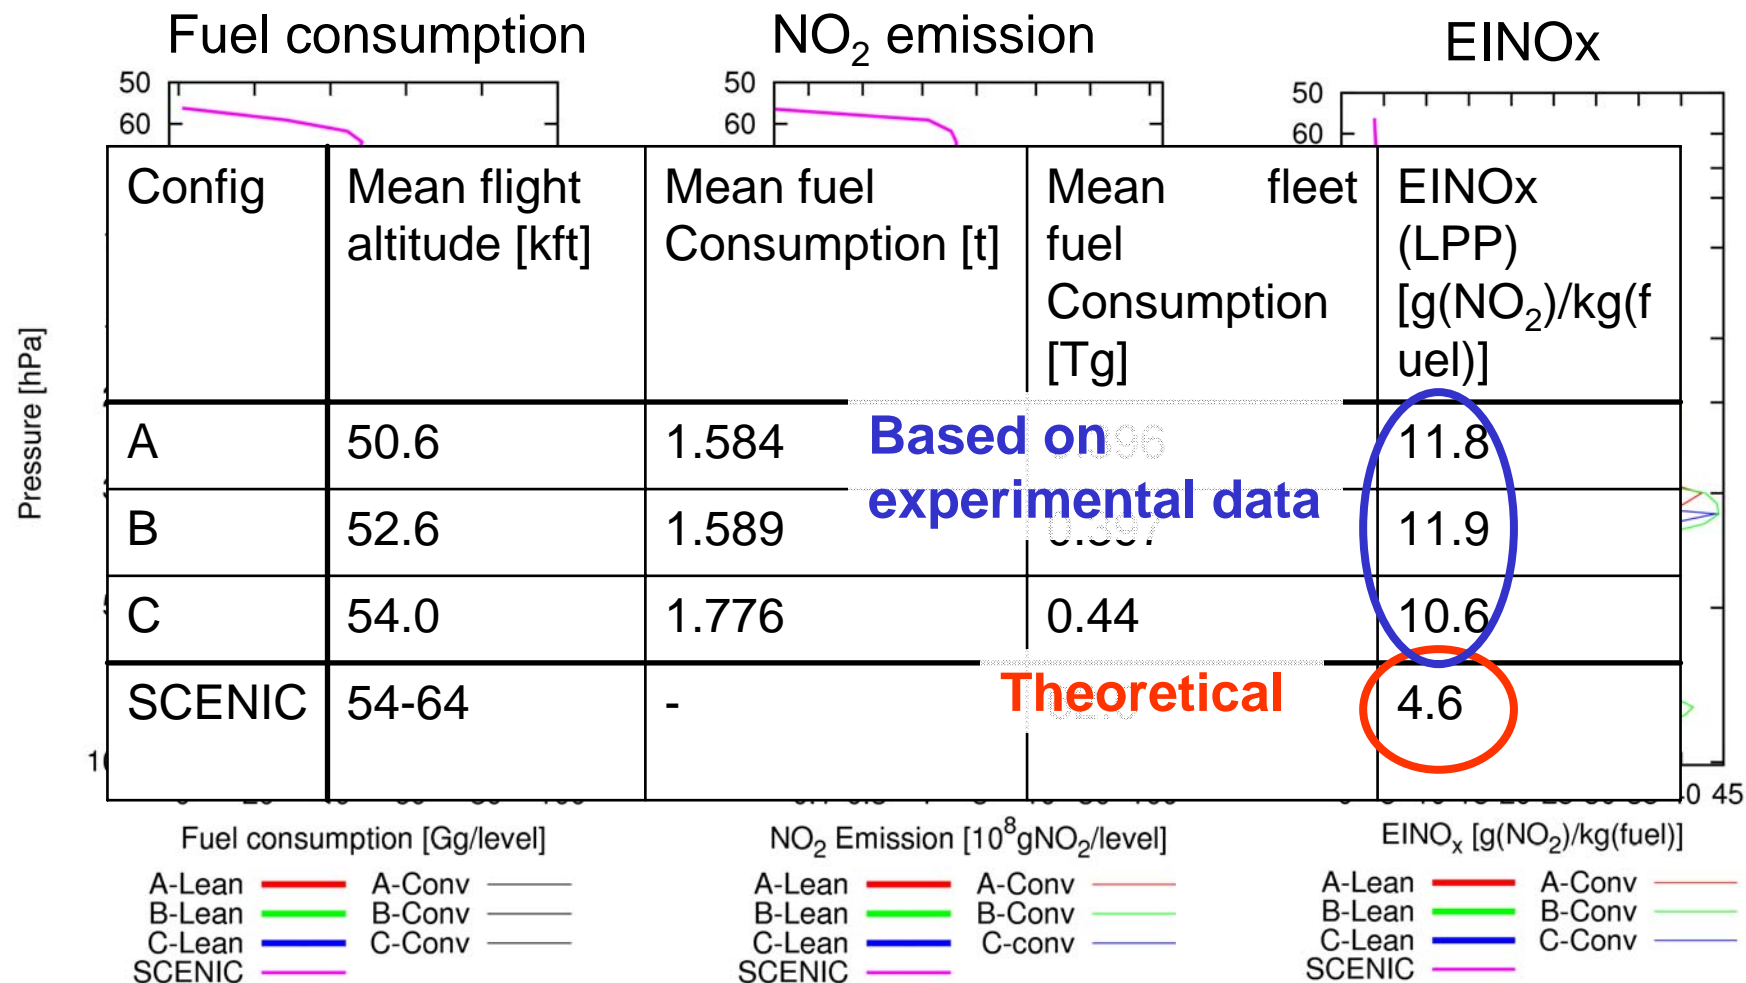 Fuel consumption
NO₂ emission
EINOx
50
60
50
60
50
60
Pressure [hPa]
Config
Mean flight
altitude [kft]
Mean fuel
Consumption [t]
Mean fleet
fuel
Consumption
[Tg]
EINOx
(LPP)
[g(NO₂)/kg(f
uel)]
A
50.6
1.584
Based on
11.8
experimental data
B
52.6
1.589
0.397
11.9
C
54.0
1.776
0.44
10.6
SCENIC
54-64
-
Theoretical
4.6
45
Fuel consumption [Gg/level]
A-Lean A-Conv
B-Lean B-Conv
C-Lean C-Conv
SCENIC
NO₂ Emission [10⁸gNO₂/level]
A-Lean A-Conv
B-Lean B-Conv
C-Lean C-conv
SCENIC
EINOₓ [g(NO₂)/kg(fuel)]
A-Lean A-Conv
B-Lean B-Conv
C-Lean C-Conv
SCENIC